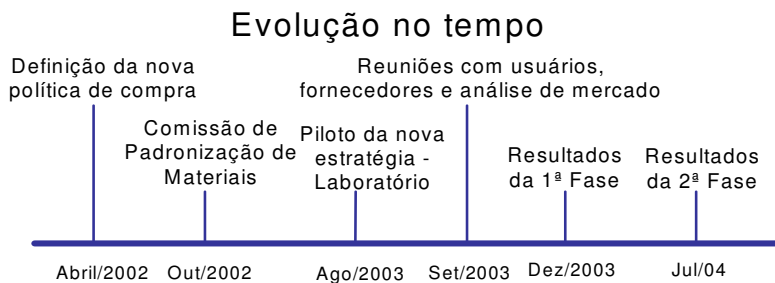 Evolução no tempo
Definição da nova
política de compra
Reuniões com usuários,
fornecedores e análise de mercado
Comissão de
Padronização de
Materiais
Piloto da nova
estratégia -
Laboratório
Resultados
da 1ª Fase
Resultados
da 2ª Fase
Abril/2002 Out/2002 Ago/2003 Set/2003 Dez/2003 Jul/04